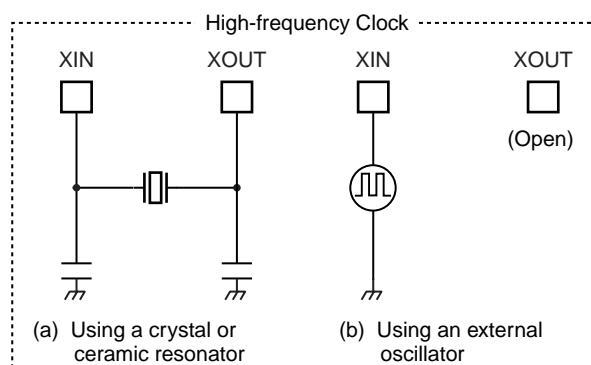 High-frequency Clock
XIN
XOUT
XIN
XOUT
(Open)
(a) Using a crystal or
ceramic resonator
(b) Using an external
oscillator